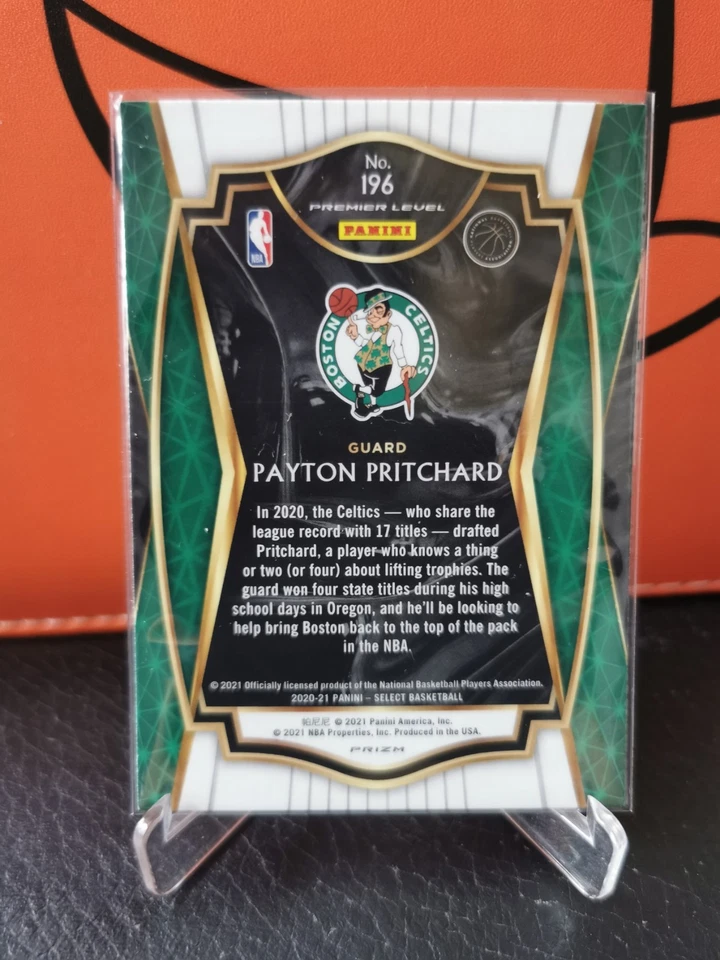 No.
196
PREMIER LEVEL
PANINI
NBA
BOSTON CELTICS
GUARD
PAYTON PRITCHARD
In 2020, the Celtics — who share the
league record with 17 titles — drafted
Pritchard, a player who knows a thing
or two (or four) about lifting trophies. The
guard won four state titles during his high
school days in Oregon, and he'll be looking to
help bring Boston back to the top of the pack
in the NBA.
© 2021 Officially licensed product of the National Basketball Players Association.
2020-21 PANINI – SELECT BASKETBALL
帕尼尼 © 2021 Panini America, Inc.
© 2021 NBA Properties, Inc. Produced in the USA.
PRIZM